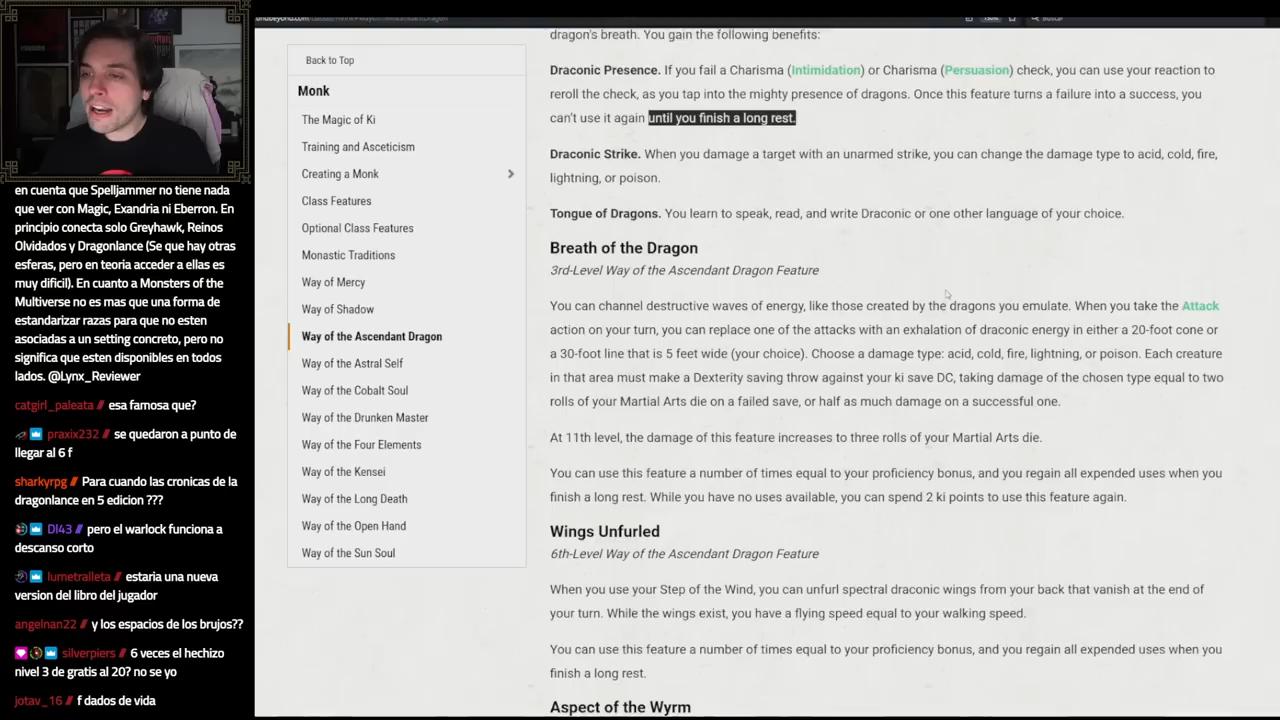 en cuenta que Spelljammer no tiene nada
que ver con Magic, Exandria ni Eberron. En
principio conecta solo Greyhawk, Reinos
Olvidados y Dragonlance (Se que hay otras
esferas, pero en teoria acceder a ellas es
muy dificil). En cuanto a Monsters of the
Multiverse no es mas que una forma de
estandarizar razas para que no esten
asociadas a un setting concreto, pero no
significa que esten disponibles en todos
lados. @Lynx_Reviewer
catgirl_paleata // esa famosa que?
praxix232 // se quedaron a punto de
llegar al 6 f
sharkyrpg // Para cuando las cronicas de la
dragonlance en 5 edicion ???
Dl43 // pero el warlock funciona a
descanso corto
lumetralleta // estaria una nueva
version del libro del jugador
angelnan22 // y los espacios de los brujos??
silverpiers // 6 veces el hechizo
nivel 3 de gratis al 20? no se yo
jotav_16 // f dados de vida
Back to Top
Monk
The Magic of Ki
Training and Asceticism
Creating a Monk
Class Features
Optional Class Features
Monastic Traditions
Way of Mercy
Way of Shadow
Way of the Ascendant Dragon
Way of the Astral Self
Way of the Cobalt Soul
Way of the Drunken Master
Way of the Four Elements
Way of the Kensei
Way of the Long Death
Way of the Open Hand
Way of the Sun Soul
dragon's breath. You gain the following benefits:
Draconic Presence. If you fail a Charisma (Intimidation) or Charisma (Persuasion) check, you can use your reaction to
reroll the check, as you tap into the mighty presence of dragons. Once this feature turns a failure into a success, you
can't use it again until you finish a long rest.
Draconic Strike. When you damage a target with an unarmed strike, you can change the damage type to acid, cold, fire,
lightning, or poison.
Tongue of Dragons. You learn to speak, read, and write Draconic or one other language of your choice.
Breath of the Dragon
3rd-Level Way of the Ascendant Dragon Feature
You can channel destructive waves of energy, like those created by the dragons you emulate. When you take the Attack
action on your turn, you can replace one of the attacks with an exhalation of draconic energy in either a 20-foot cone or
a 30-foot line that is 5 feet wide (your choice). Choose a damage type: acid, cold, fire, lightning, or poison. Each creature
in that area must make a Dexterity saving throw against your ki save DC, taking damage of the chosen type equal to two
rolls of your Martial Arts die on a failed save, or half as much damage on a successful one.
At 11th level, the damage of this feature increases to three rolls of your Martial Arts die.
You can use this feature a number of times equal to your proficiency bonus, and you regain all expended uses when you
finish a long rest. While you have no uses available, you can spend 2 ki points to use this feature again.
Wings Unfurled
6th-Level Way of the Ascendant Dragon Feature
When you use your Step of the Wind, you can unfurl spectral draconic wings from your back that vanish at the end of
your turn. While the wings exist, you have a flying speed equal to your walking speed.
You can use this feature a number of times equal to your proficiency bonus, and you regain all expended uses when you
finish a long rest.
Aspect of the Wyrm